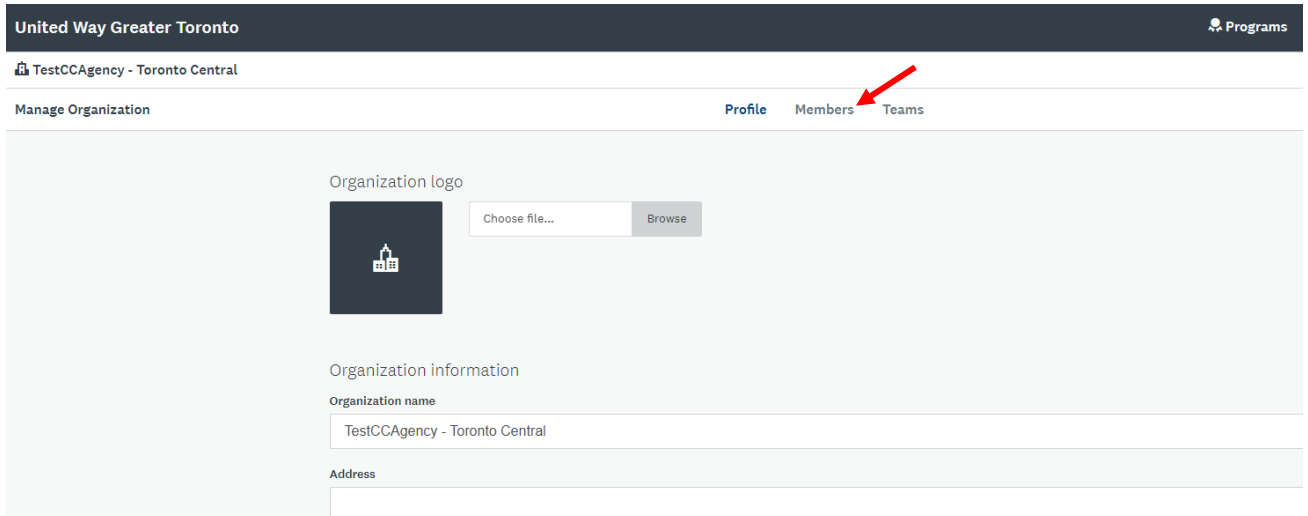 United Way Greater Toronto
Programs
TestCCAgency - Toronto Central
Manage Organization
Profile
Members
Teams
Organization logo
Choose file...
Browse
Organization information
Organization name
TestCCAgency - Toronto Central
Address